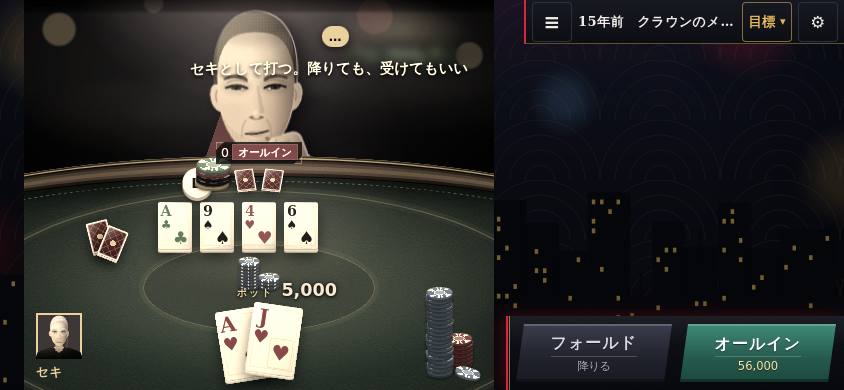 …
セキとして打つ。降りても、受けてもいい
0 オールイン
A
9
4
6
ポット 5,000
A
J
セキ
15年前 クラウンのメ…
目標 ▾
フォールド
降りる
オールイン
56,000